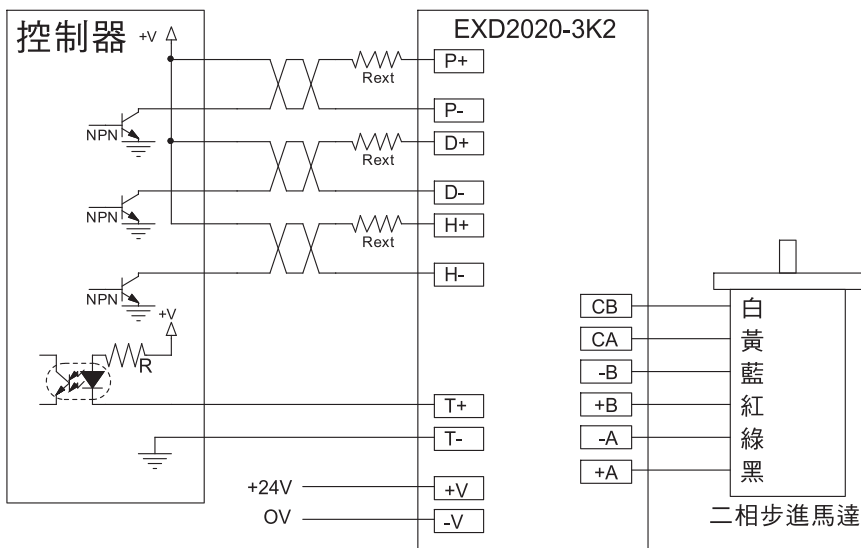 控制器
+V
EXD2020-3K2
Rext
P+
P-
NPN
Rext
D+
D-
NPN
Rext
H+
H-
NPN
+V
R
T+
T-
+24V
+V
OV
-V
CB
白
CA
黃
-B
藍
+B
紅
-A
綠
+A
黑
二相步進馬達